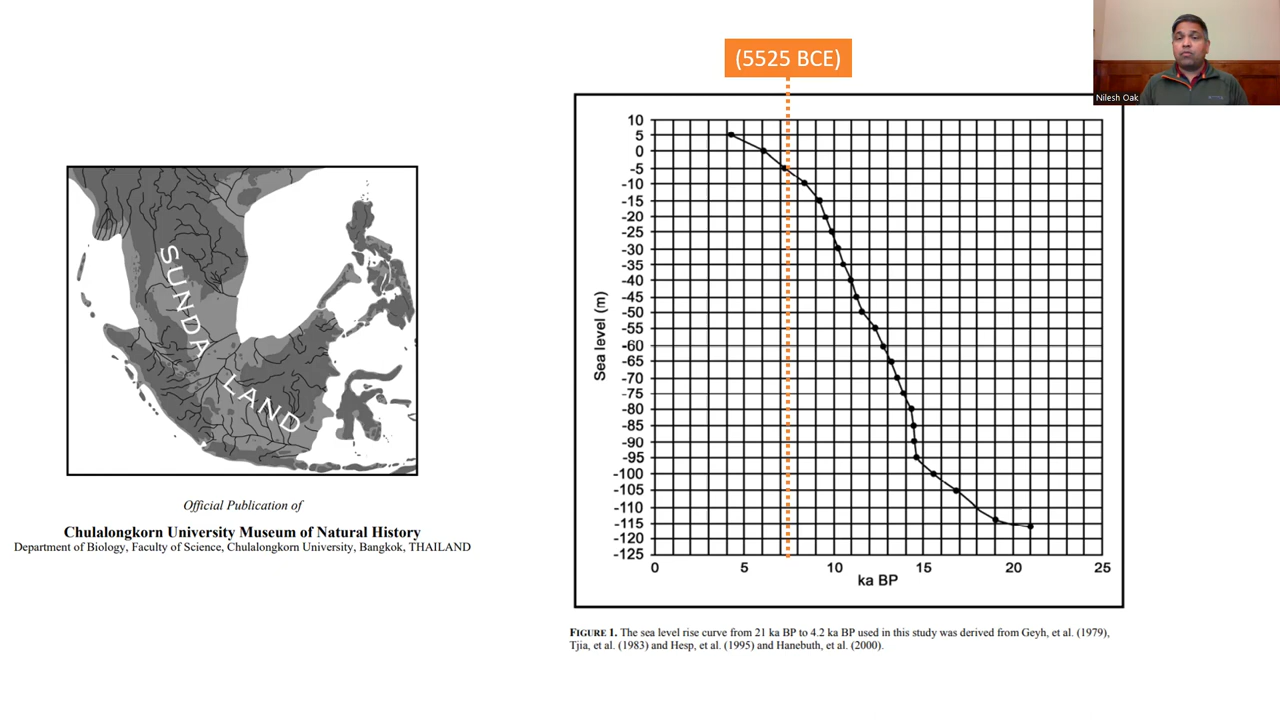 (5525 BCE)
Nilesh Oak
SUNDA
LAND
Official Publication of
Chulalongkorn University Museum of Natural History
Department of Biology, Faculty of Science, Chulalongkorn University, Bangkok, THAILAND
Sea level (m)
10
5
0
-5
-10
-15
-20
-25
-30
-35
-40
-45
-50
-55
-60
-65
-70
-75
-80
-85
-90
-95
-100
-105
-110
-115
-120
-125
0 5 10 15 20 25
ka BP
FIGURE 1. The sea level rise curve from 21 ka BP to 4.2 ka BP used in this study was derived from Geyh, et al. (1979),
Tjia, et al. (1983) and Hesp, et al. (1995) and Hanebuth, et al. (2000).